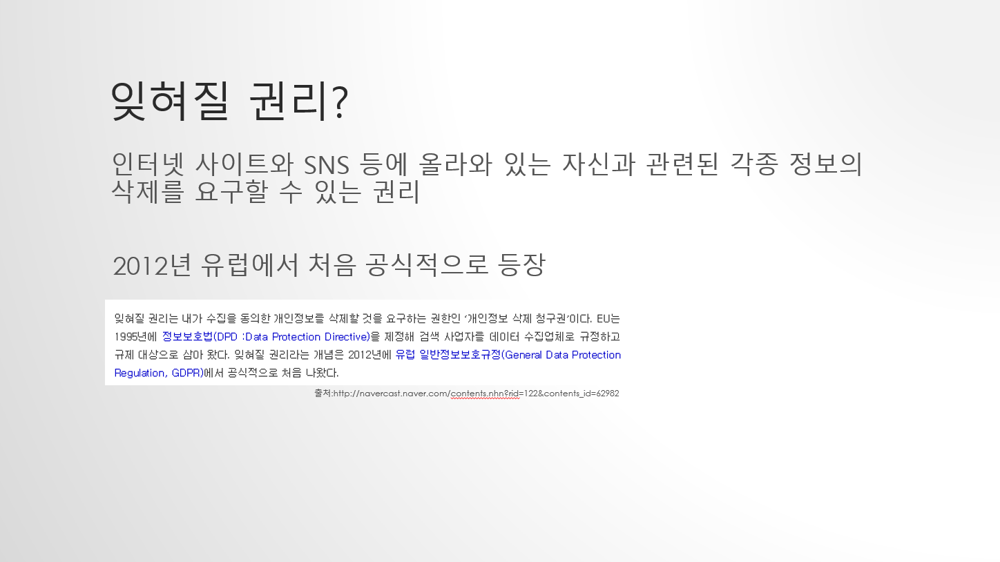 잊혀질 권리?
인터넷 사이트와 SNS 등에 올라와 있는 자신과 관련된 각종 정보의
삭제를 요구할 수 있는 권리
2012년 유럽에서 처음 공식적으로 등장
잊혀질 권리는 내가 수집을 동의한 개인정보를 삭제할 것을 요구하는 권한인 ‘개인정보 삭제 청구권’이다. EU는
1995년에 정보보호법(DPD :Data Protection Directive)을 제정해 검색 사업자를 데이터 수집업체로 규정하고
규제 대상으로 삼아 왔다. 잊혀질 권리라는 개념은 2012년에 유럽 일반정보보호규정(General Data Protection
Regulation, GDPR)에서 공식적으로 처음 나왔다.
출처:http://navercast.naver.com/contents.nhn?rid=122&contents_id=62982